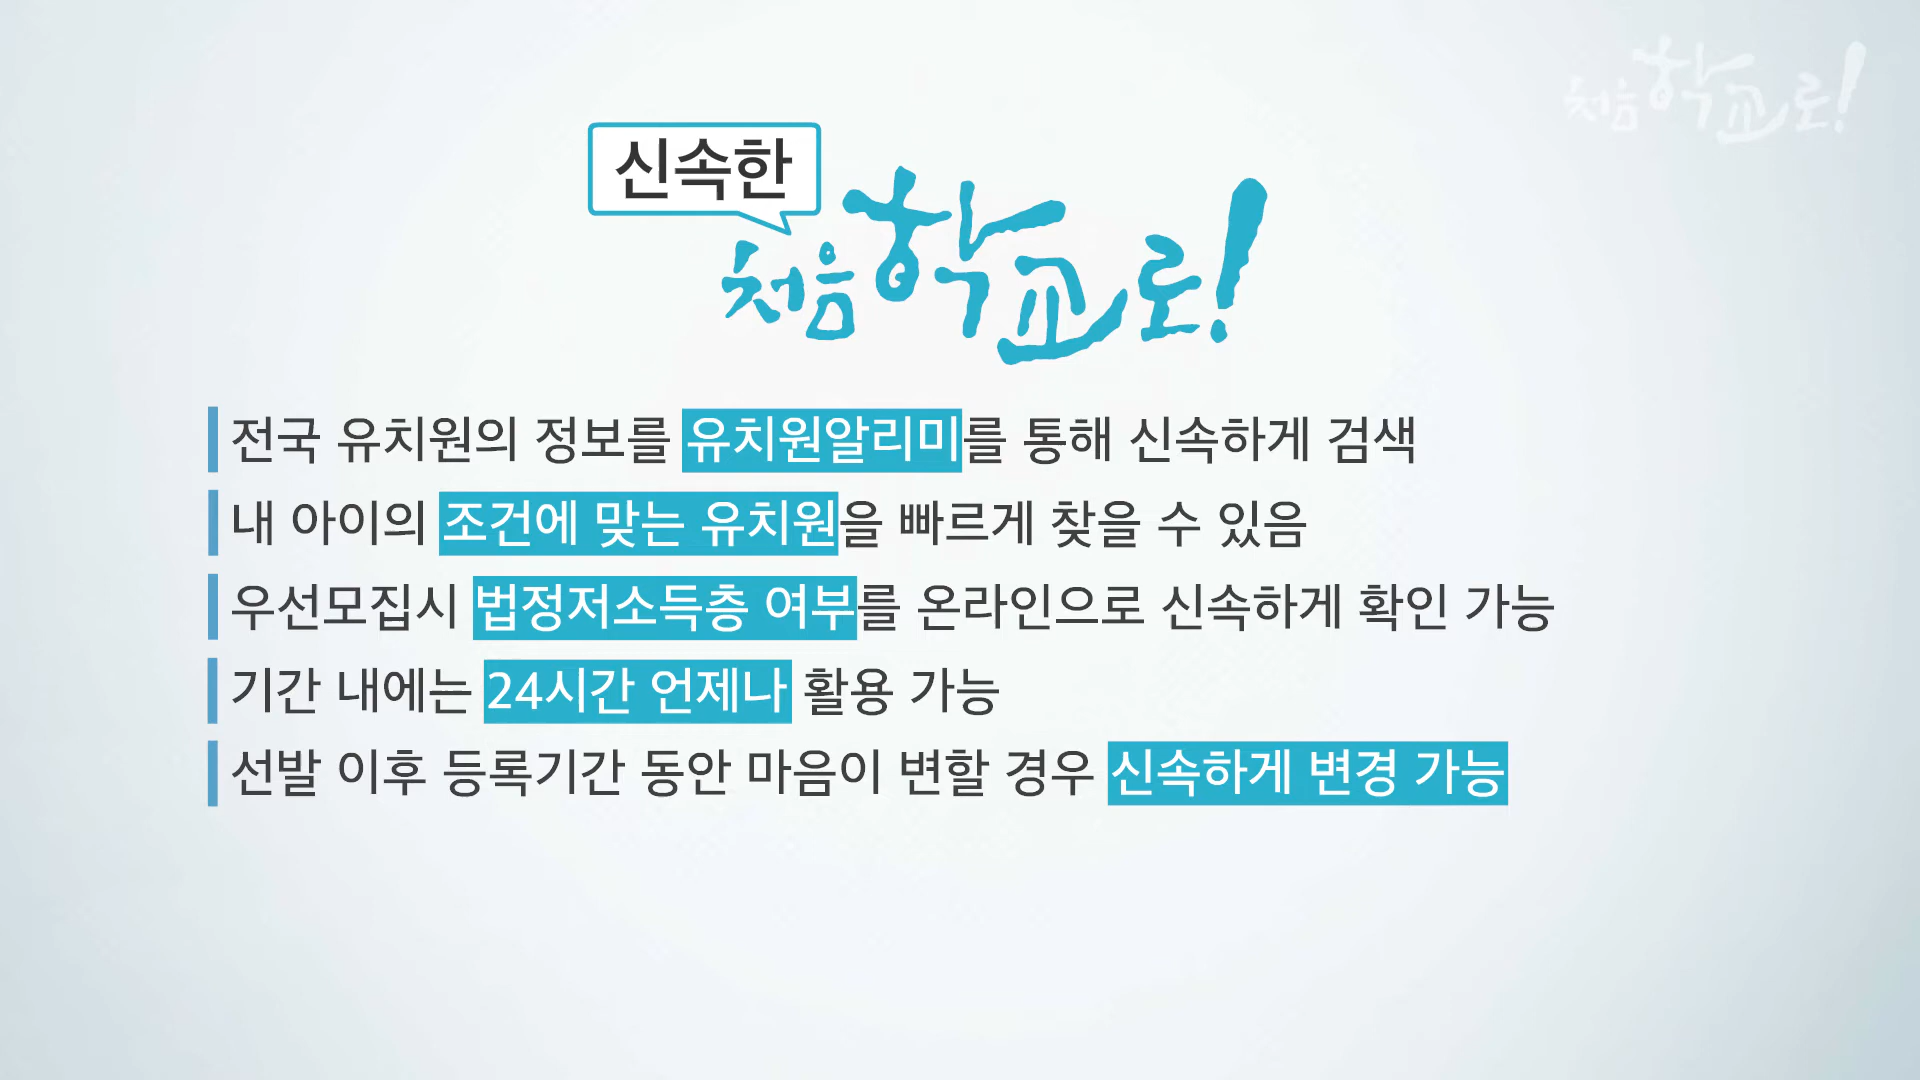 처음학교로!
신속한
처음학교로!
전국 유치원의 정보를 유치원알리미를 통해 신속하게 검색
내 아이의 조건에 맞는 유치원을 빠르게 찾을 수 있음
우선모집시 법정저소득층 여부를 온라인으로 신속하게 확인 가능
기간 내에는 24시간 언제나 활용 가능
선발 이후 등록기간 동안 마음이 변할 경우 신속하게 변경 가능